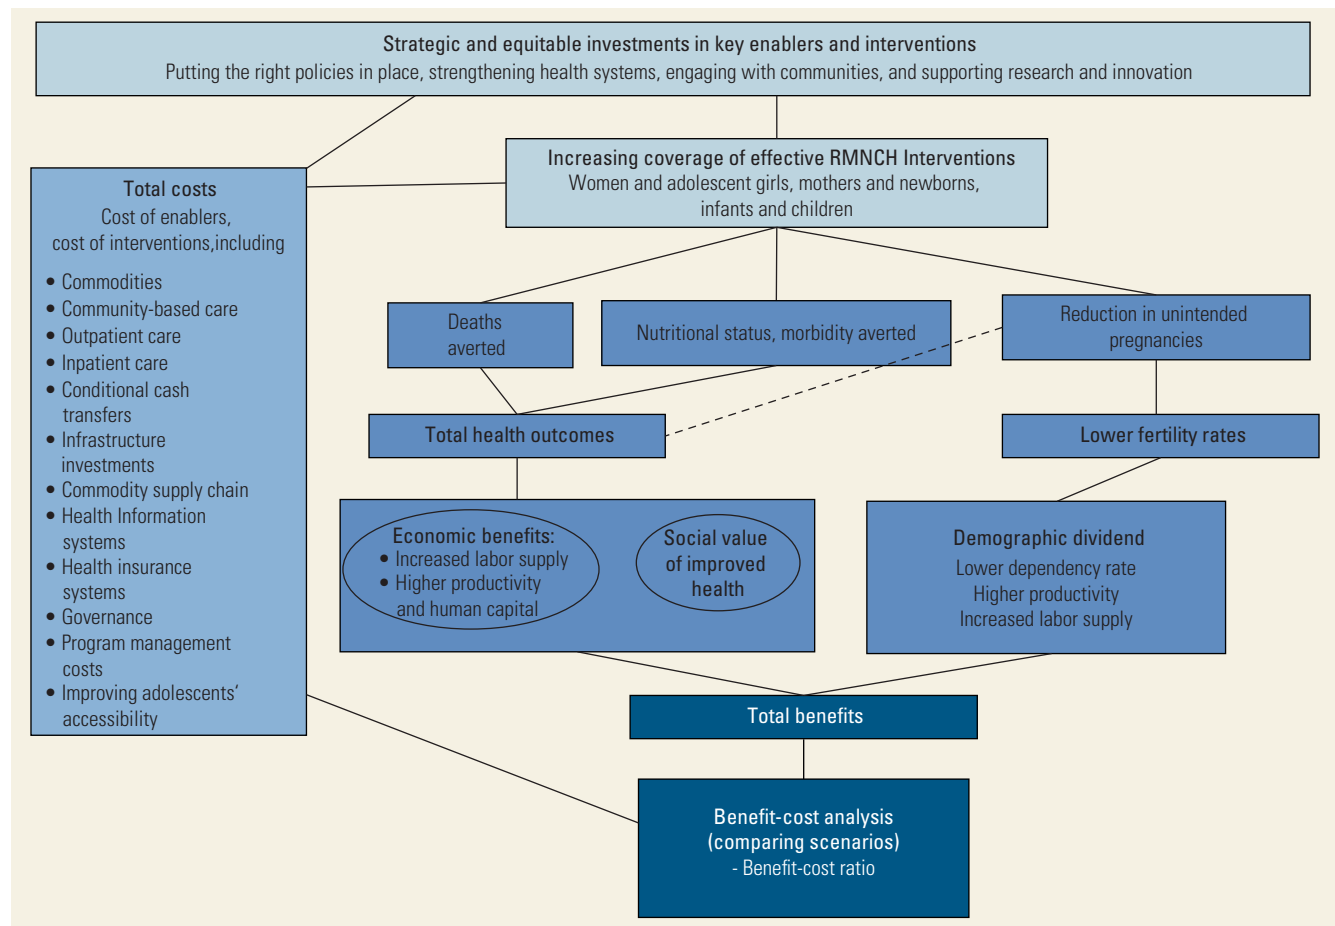 Strategic and equitable investments in key enablers and interventions
Putting the right policies in place, strengthening health systems, engaging with communities, and supporting research and innovation
Increasing coverage of effective RMNCH Interventions
Women and adolescent girls, mothers and newborns,
infants and children
Total costs
Cost of enablers,
cost of interventions,including
• Commodities
• Community-based care
• Outpatient care
• Inpatient care
• Conditional cash
transfers
• Infrastructure
investments
• Commodity supply chain
• Health Information
systems
• Health insurance
systems
• Governance
• Program management
costs
• Improving adolescents’
accessibility
Deaths
averted
Nutritional status, morbidity averted
Reduction in unintended
pregnancies
Total health outcomes
Lower fertility rates
Economic benefits:
• Increased labor supply
• Higher productivity
and human capital
Social value
of improved
health
Demographic dividend
Lower dependency rate
Higher productivity
Increased labor supply
Total benefits
Benefit-cost analysis
(comparing scenarios)
- Benefit-cost ratio